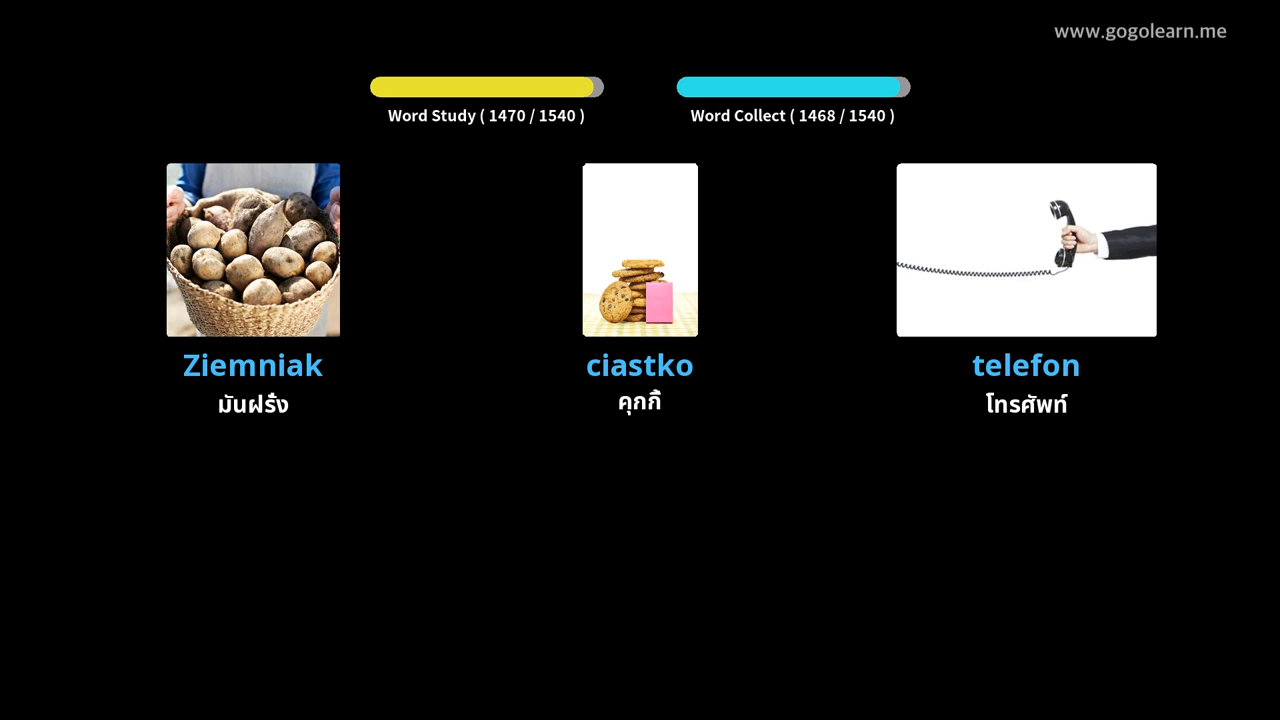 www.gogolearn.me
Word Study ( 1470 / 1540 )
Word Collect ( 1468 / 1540 )
Ziemniak
มันฝรั่ง
ciastko
คุกกี้
telefon
โทรศัพท์